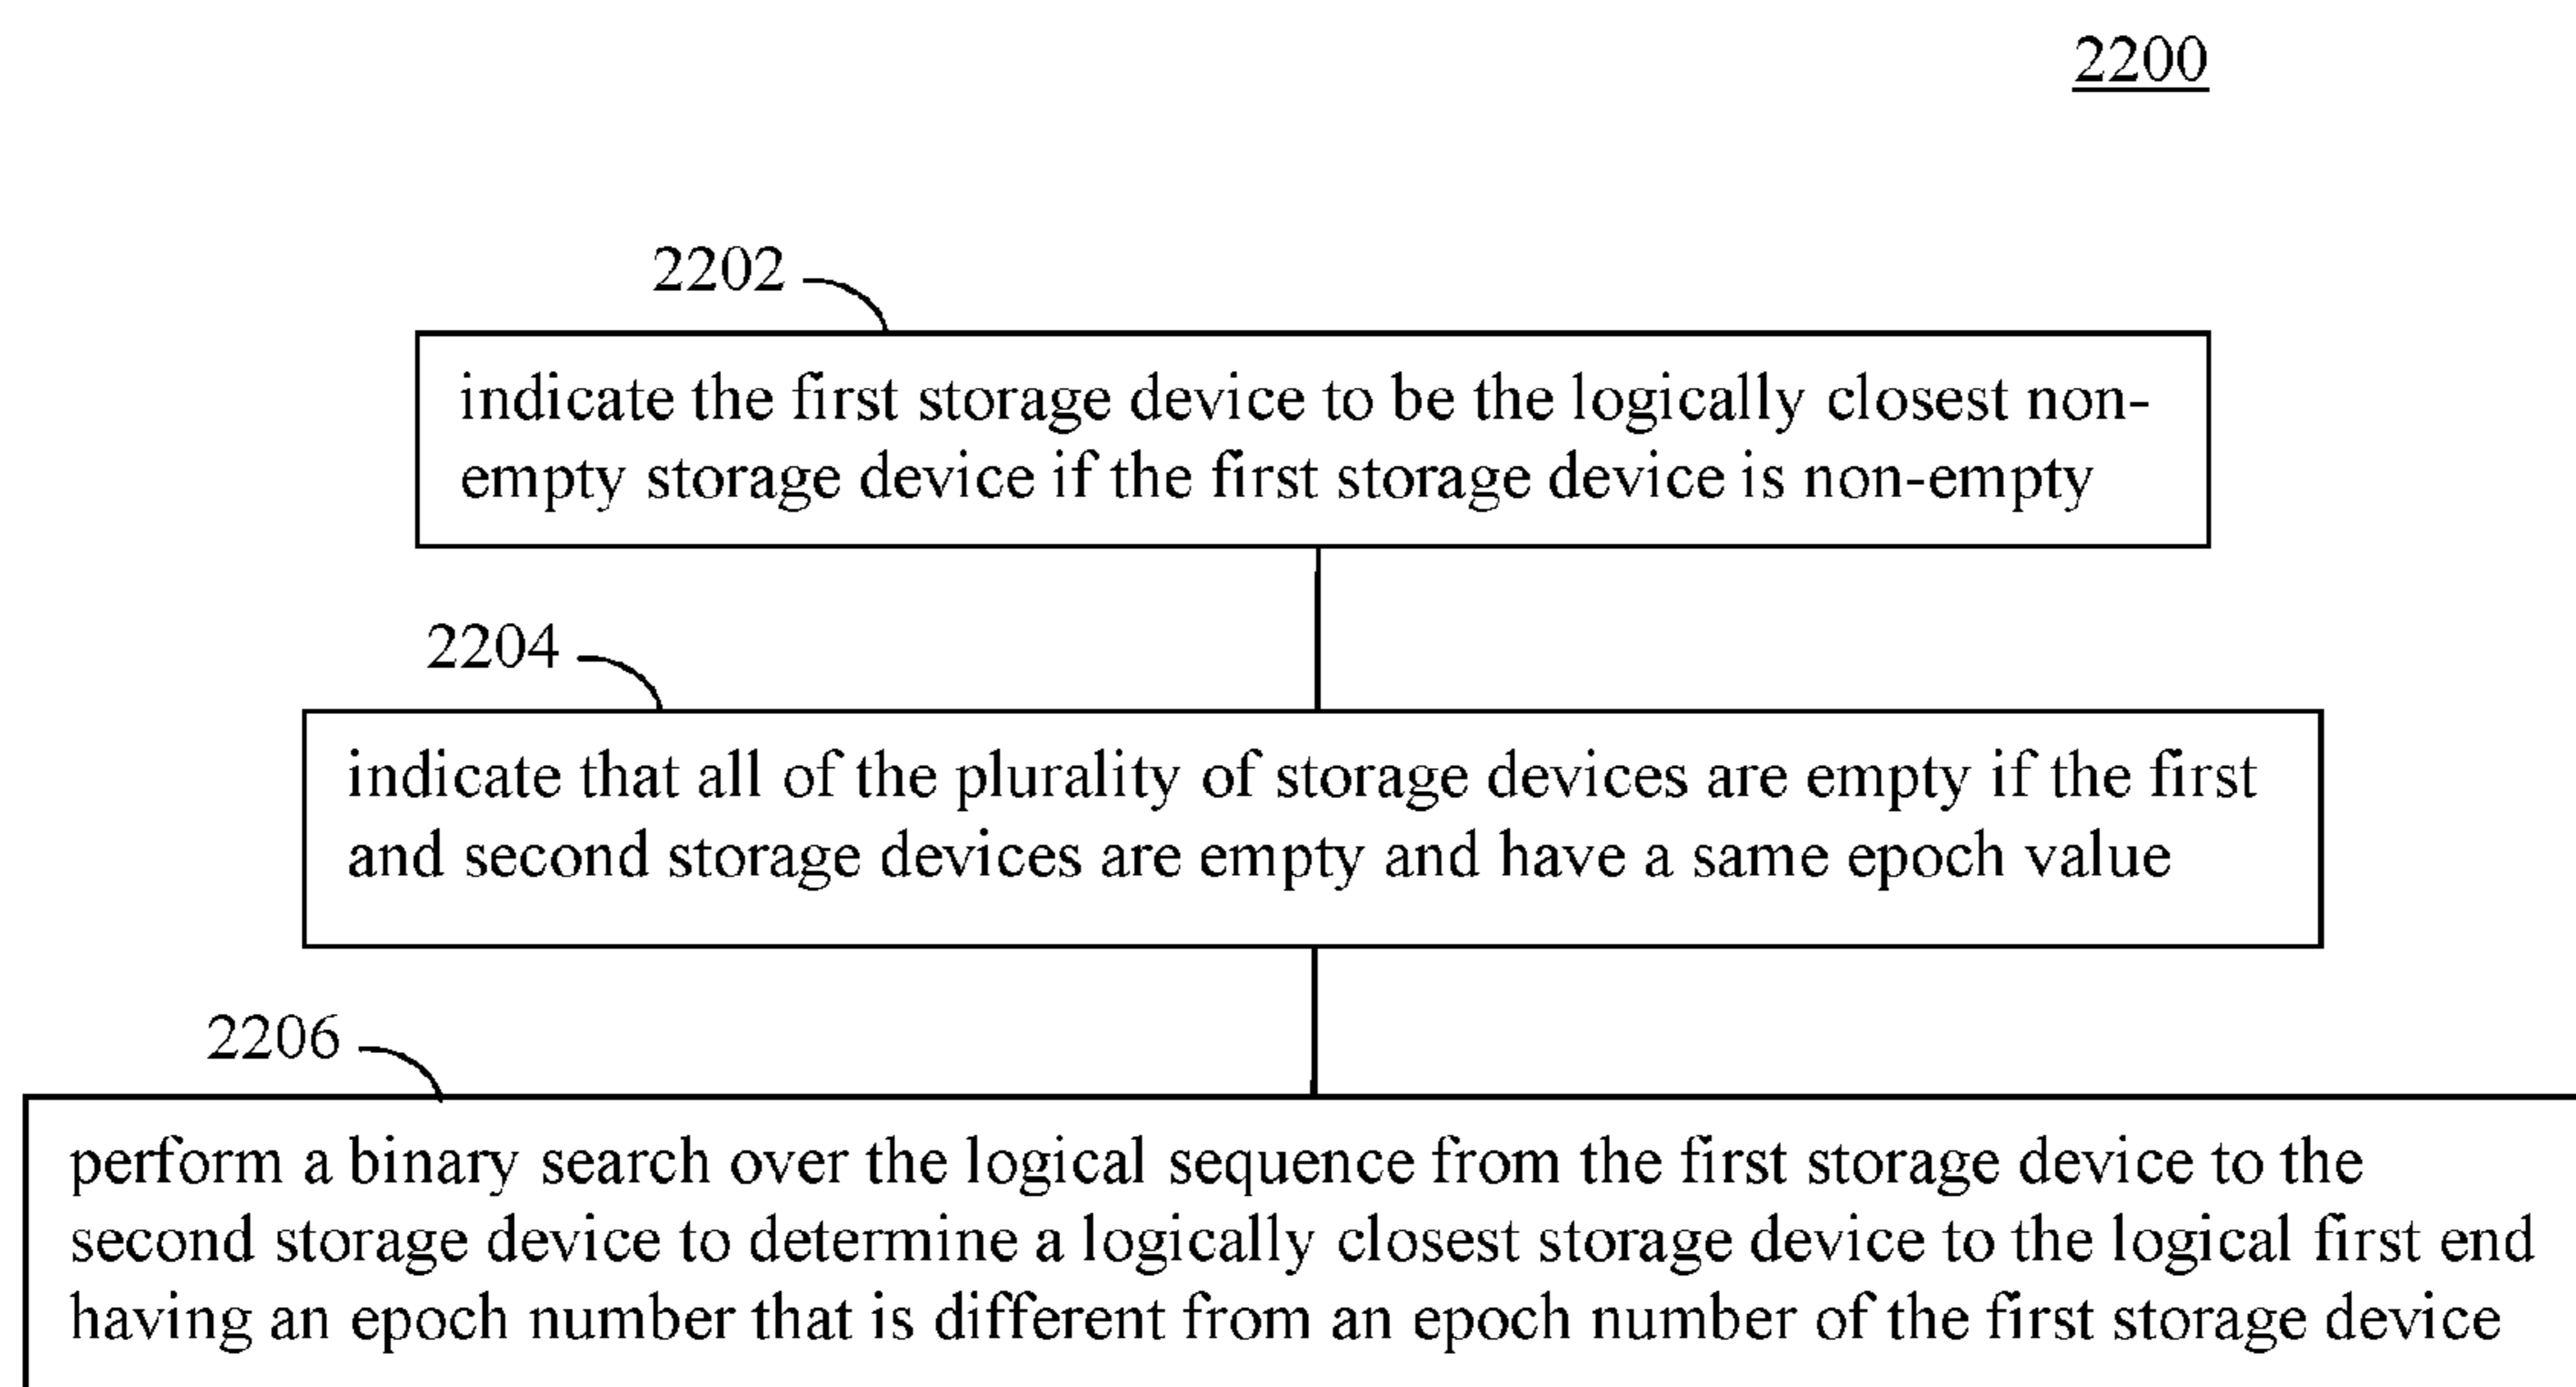 2200
2202
indicate the first storage device to be the logically closest non-
empty storage device if the first storage device is non-empty
2204
indicate that all of the plurality of storage devices are empty if the first
and second storage devices are empty and have a same epoch value
2206
perform a binary search over the logical sequence from the first storage device to the
second storage device to determine a logically closest storage device to the logical first end
having an epoch number that is different from an epoch number of the first storage device